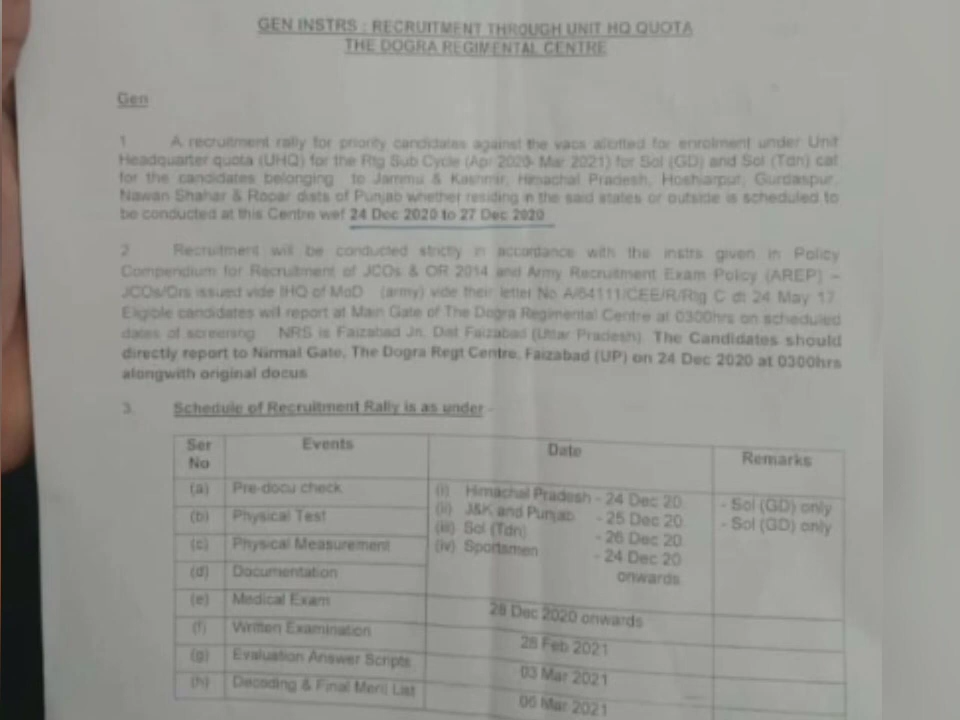 GEN INSTRS : RECRUITMENT THROUGH UNIT HQ QUOTA
THE DOGRA REGIMENTAL CENTRE
Gen
1. A recruitment rally for priority candidates against the vacs allotted for enrolment under Unit
Headquarter quota (UHQ) for the Rtg Sub Cycle (Apr 2020- Mar 2021) for Sol (GD) and Sol (Tdn) cat
for the candidates belonging to Jammu & Kashmir, Himachal Pradesh, Hoshiarpur, Gurdaspur,
Nawan Shahar & Ropar dists of Punjab whether residing in the said states or outside is scheduled to
be conducted at this Centre wef 24 Dec 2020 to 27 Dec 2020
2. Recruitment will be conducted strictly in accordance with the instrs given in Policy
Compendium for Recruitment of JCOs & OR 2014 and Army Recruitment Exam Policy (AREP) –
JCOs/Ors issued vide IHQ of MoD (army) vide their letter No A/64111/CEE/R/Rtg C dt 24 May 17.
Eligible candidates will report at Main Gate of The Dogra Regimental Centre at 0300hrs on scheduled
dates of screening. NRS is Faizabad Jn. Dist Faizabad (Uttar Pradesh). The Candidates should
directly report to Nirmal Gate, The Dogra Regt Centre, Faizabad (UP) on 24 Dec 2020 at 0300hrs
alongwith original docus
3. Schedule of Recruitment Rally is as under -
Ser No Events Date Remarks
(a) Pre-docu check (i) Himachal Pradesh - 24 Dec 20 - Sol (GD) only
(b) Physical Test (ii) J&K and Punjab - 25 Dec 20 - Sol (GD) only
(c) Physical Measurement (iii) Sol (Tdn) - 26 Dec 20
(d) Documentation (iv) Sportsmen - 24 Dec 20 onwards
(e) Medical Exam 28 Dec 2020 onwards
(f) Written Examination 28 Feb 2021
(g) Evaluation Answer Scripts 03 Mar 2021
(h) Decoding & Final Merit List 06 Mar 2021